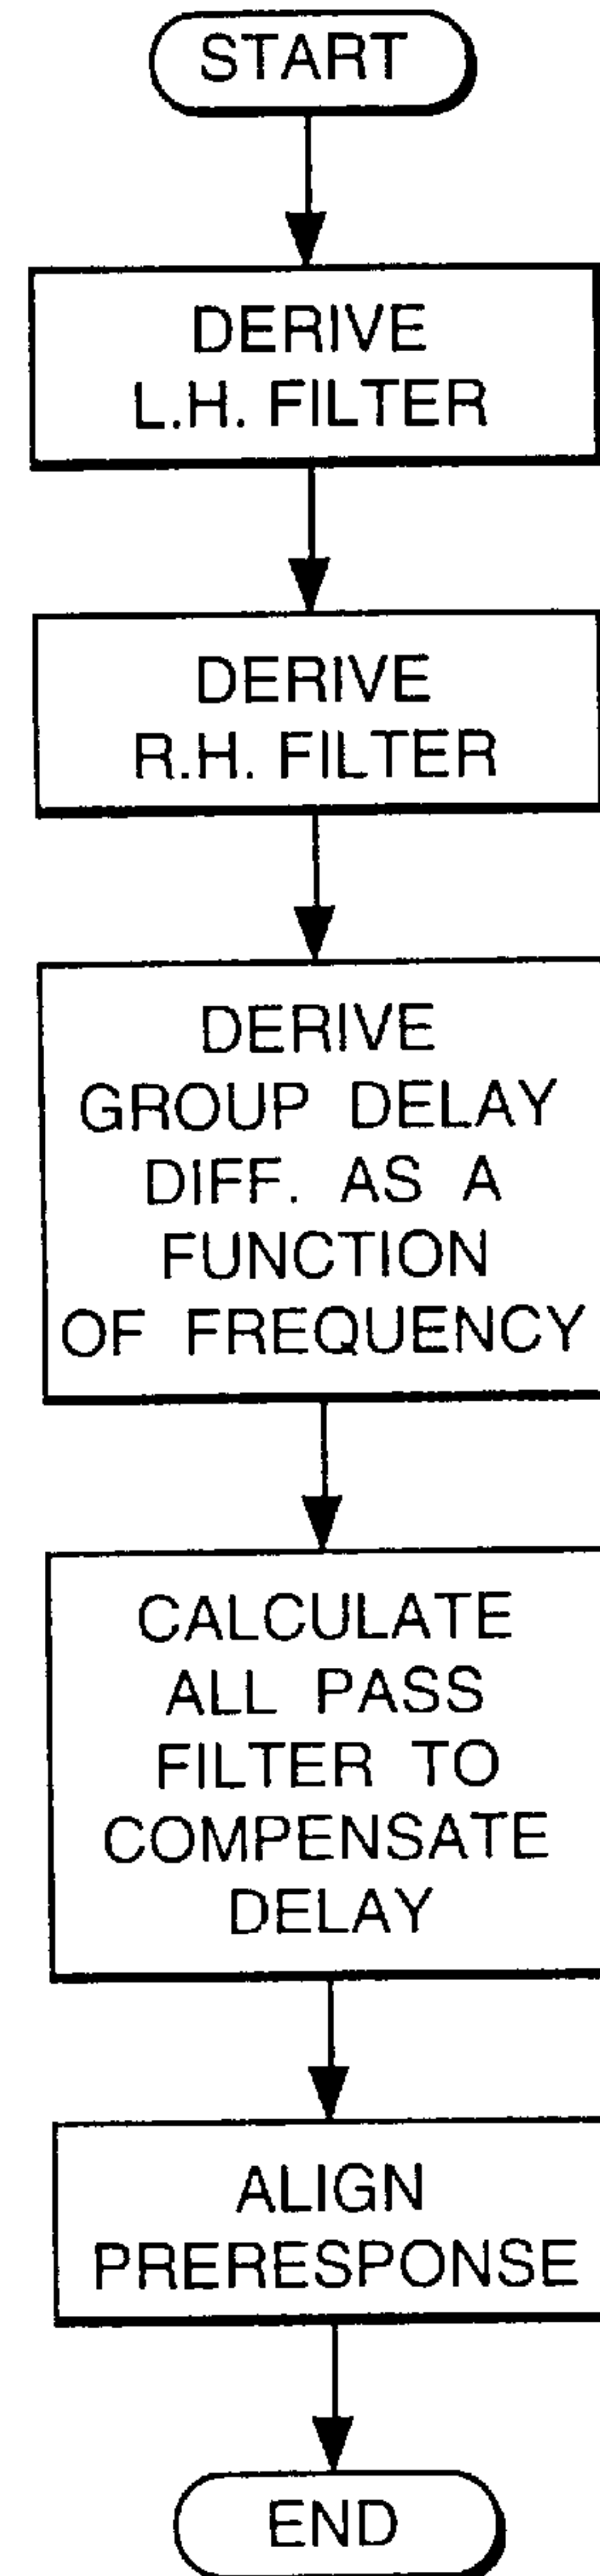 START
DERIVE
L.H. FILTER
DERIVE
R.H. FILTER
DERIVE
GROUP DELAY
DIFF. AS A
FUNCTION
OF FREQUENCY
CALCULATE
ALL PASS
FILTER TO
COMPENSATE
DELAY
ALIGN
PRERESPONSE
END